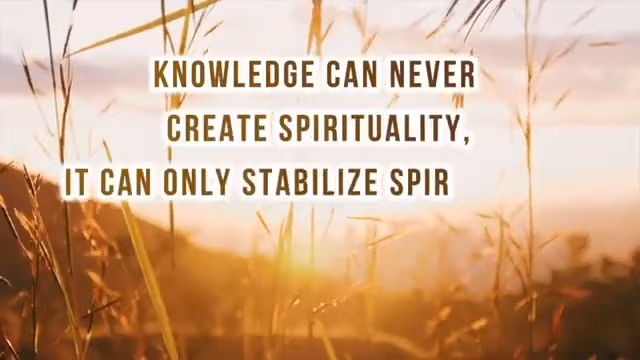 KNOWLEDGE CAN NEVER
CREATE SPIRITUALITY,
IT CAN ONLY STABILIZE SPIR